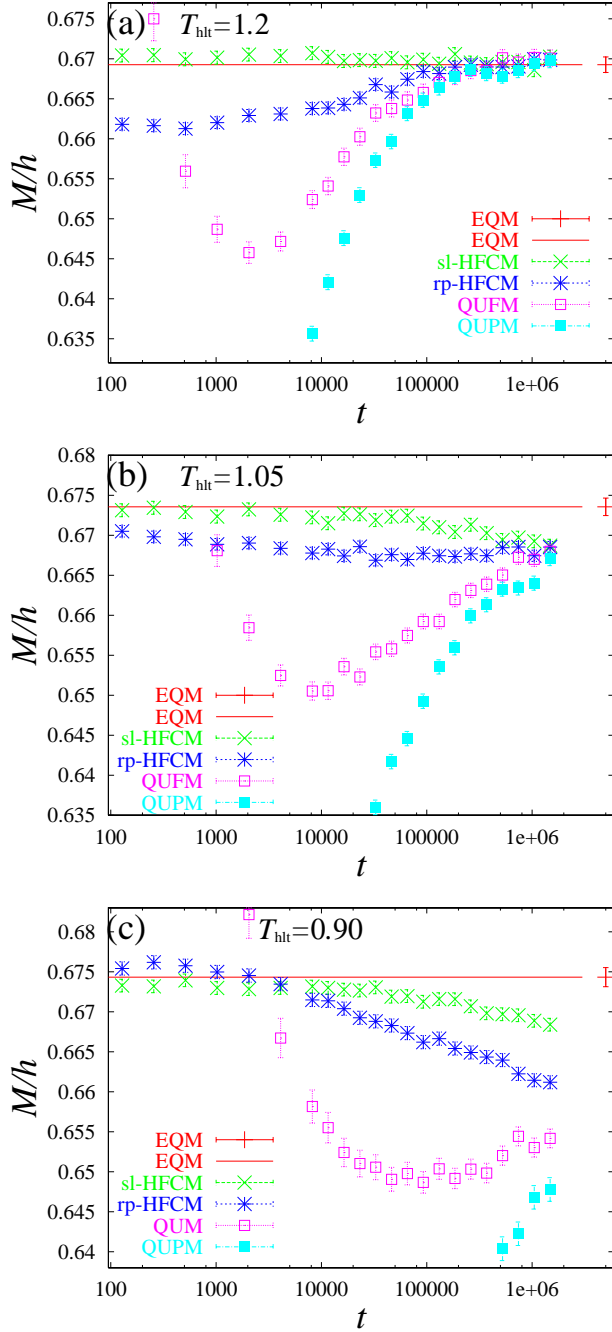 (a) T_hlt=1.2
0.675
0.67
0.665
0.66
0.655
0.65
0.645
0.64
0.635
M/h
EQM
EQM
sl-HFCM
rp-HFCM
QUFM
QUPM
100 1000 10000 100000 1e+06
t
(b) T_hlt=1.05
0.68
0.675
0.67
0.665
0.66
0.655
0.65
0.645
0.64
0.635
M/h
EQM
EQM
sl-HFCM
rp-HFCM
QUFM
QUPM
100 1000 10000 100000 1e+06
t
(c) T_hlt=0.90
0.68
0.675
0.67
0.665
0.66
0.655
0.65
0.645
0.64
M/h
EQM
EQM
sl-HFCM
rp-HFCM
QUM
QUPM
100 1000 10000 100000 1e+06
t